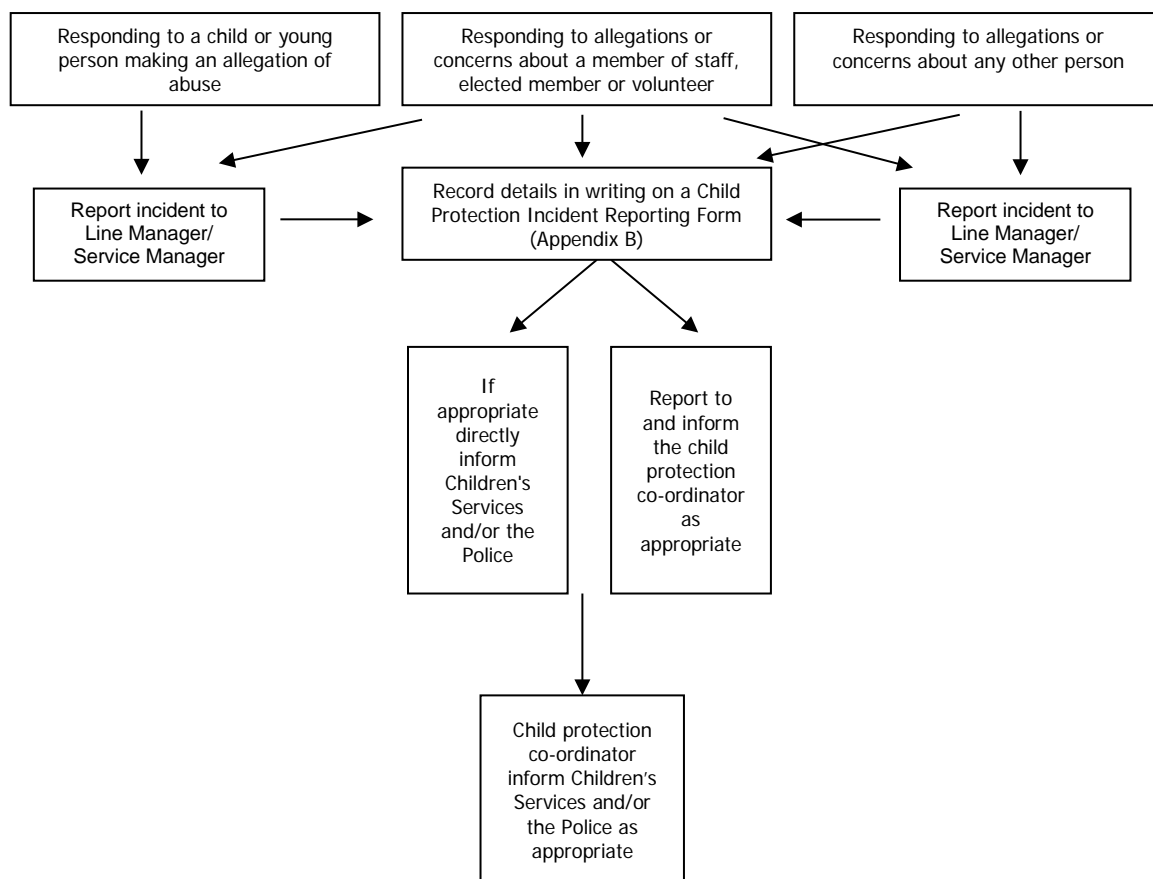 Responding to a child or young
person making an allegation of
abuse
Responding to allegations or
concerns about a member of staff,
elected member or volunteer
Responding to allegations or
concerns about any other person
Report incident to
Line Manager/
Service Manager
Record details in writing on a Child
Protection Incident Reporting Form
(Appendix B)
Report incident to
Line Manager/
Service Manager
If
appropriate
directly
inform
Children's
Services
and/or the
Police
Report to
and inform
the child
protection
co-ordinator
as
appropriate
Child protection
co-ordinator
inform Children's
Services and/or
the Police as
appropriate